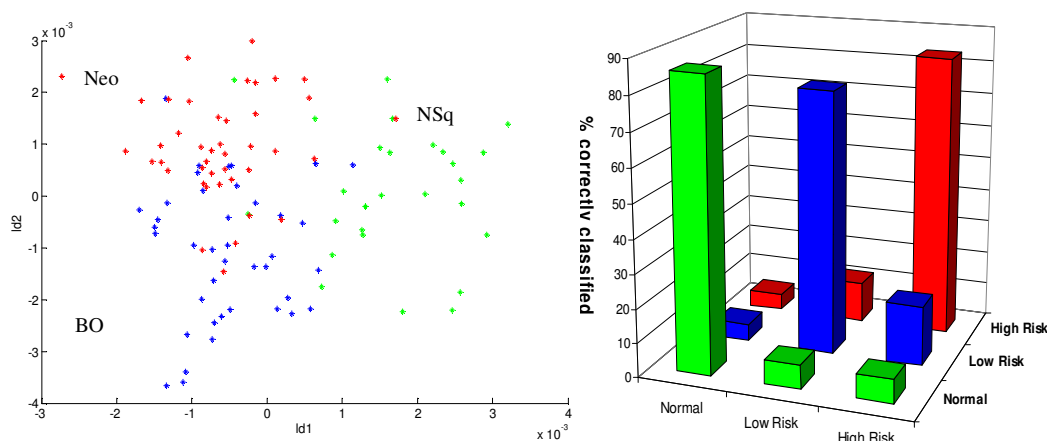 x 10⁻³
3
2
1
0
-1
-2
-3
-4
ld2
Neo
NSq
BO
-3
-2
-1
0
1
2
3
4
ld1
x 10⁻³
% correctly classified
90
80
70
60
50
40
30
20
10
0
Normal
Low Risk
High Risk
High Risk
Low Risk
Normal